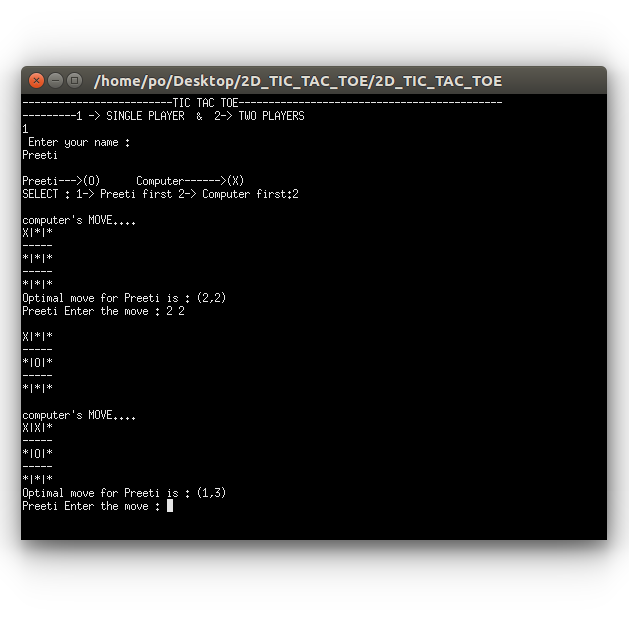 /home/po/Desktop/2D_TIC_TAC_TOE/2D_TIC_TAC_TOE
-------------------------TIC TAC TOE--------------------------------------------
---------1 -> SINGLE PLAYER  &  2-> TWO PLAYERS
1
 Enter your name :
Preeti

Preeti--->(O)      Computer------>(X)
SELECT : 1-> Preeti first 2-> Computer first:2

computer's MOVE....
X|*|*
-----
*|*|*
-----
*|*|*
Optimal move for Preeti is : (2,2)
Preeti Enter the move : 2 2

X|*|*
-----
*|O|*
-----
*|*|*

computer's MOVE....
X|X|*
-----
*|O|*
-----
*|*|*
Optimal move for Preeti is : (1,3)
Preeti Enter the move :